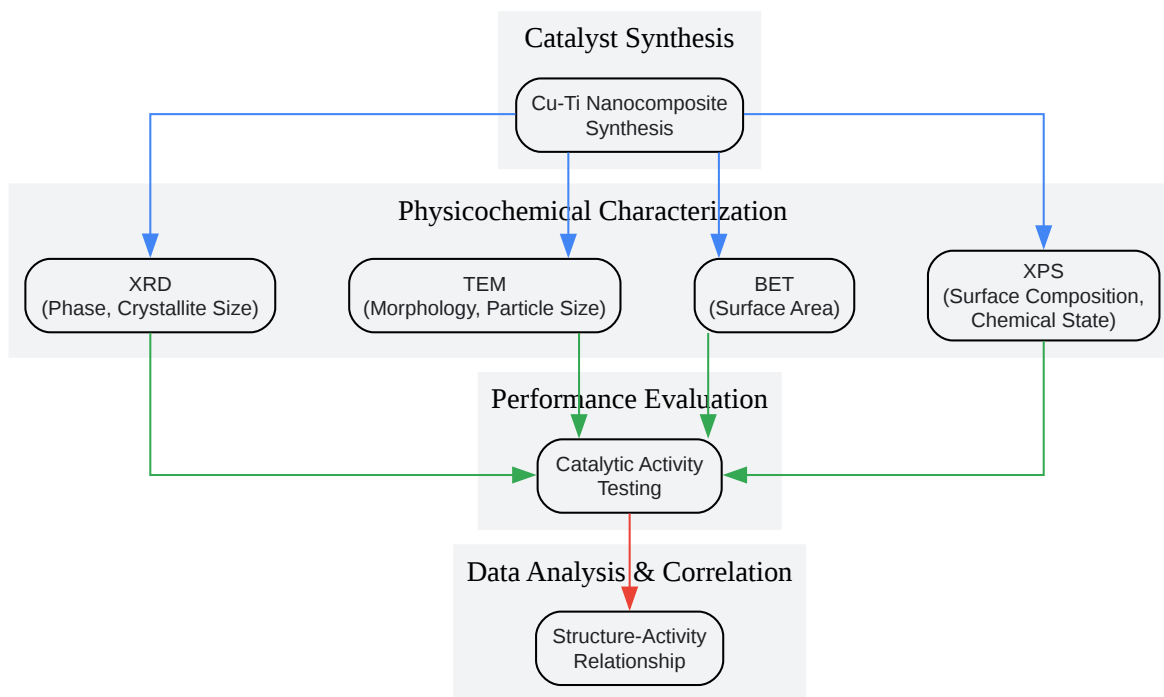 Catalyst Synthesis
Cu-Ti Nanocomposite
Synthesis
Physicochemical Characterization
XRD
(Phase, Crystallite Size)
TEM
(Morphology, Particle Size)
BET
(Surface Area)
XPS
(Surface Composition,
Chemical State)
Performance Evaluation
Catalytic Activity
Testing
Data Analysis & Correlation
Structure-Activity
Relationship